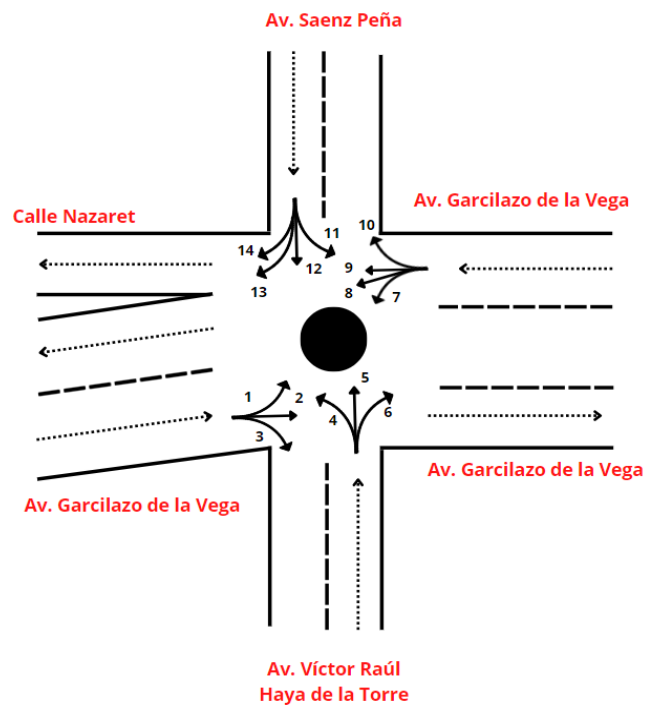 Av. Saenz Peña
Av. Garcilazo de la Vega
Calle Nazaret
10
11
14
12
9
13
8
7
5
1
2
6
4
3
Av. Garcilazo de la Vega
Av. Garcilazo de la Vega
Av. Víctor Raúl
Haya de la Torre